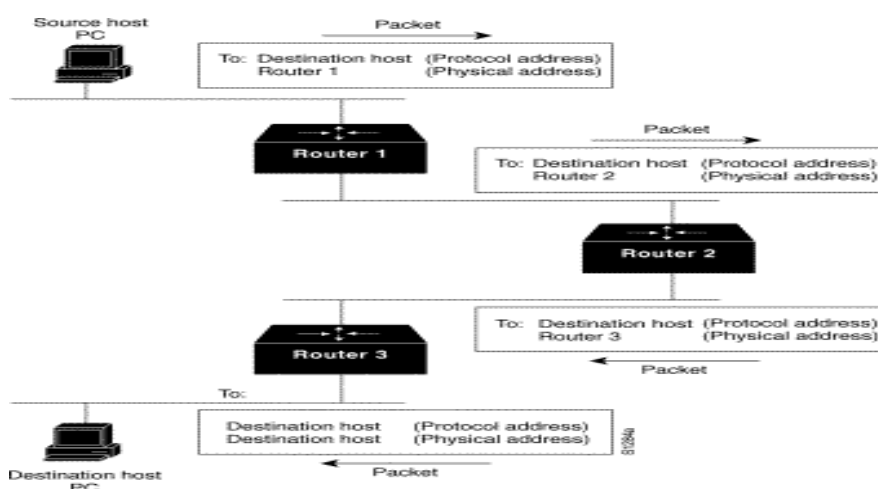 Source host
PC
Packet
To: Destination host (Protocol address)
Router 1 (Physical address)
Router 1
Packet
To: Destination host (Protocol address)
Router 2 (Physical address)
Router 2
To: Destination host (Protocol address)
Router 3 (Physical address)
Packet
Router 3
To:
Destination host (Protocol address)
Destination host (Physical address)
Packet
Destination host
PC